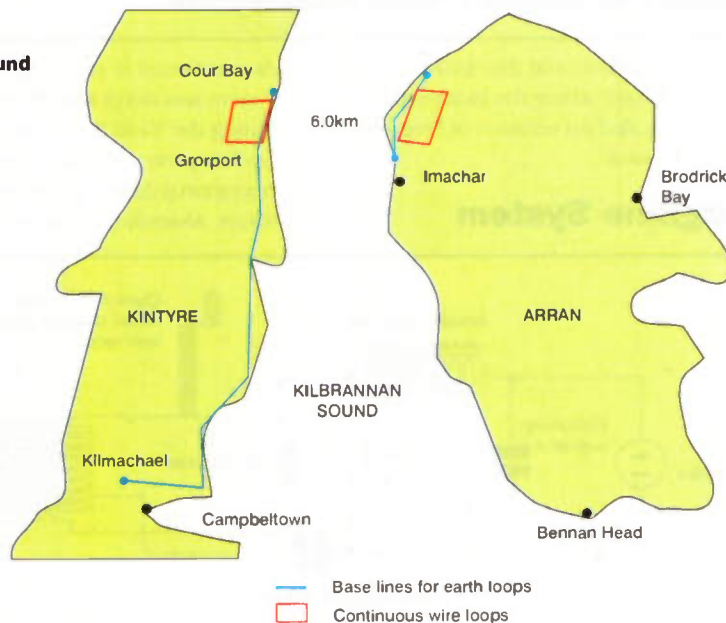 und
Cour Bay
6.0km
Grorport
Imachar
Brodrick
Bay
KINTYRE
ARRAN
KILBRANNAN
SOUND
Kilmachael
Campbeltown
Bennan Head
Base lines for earth loops
Continuous wire loops